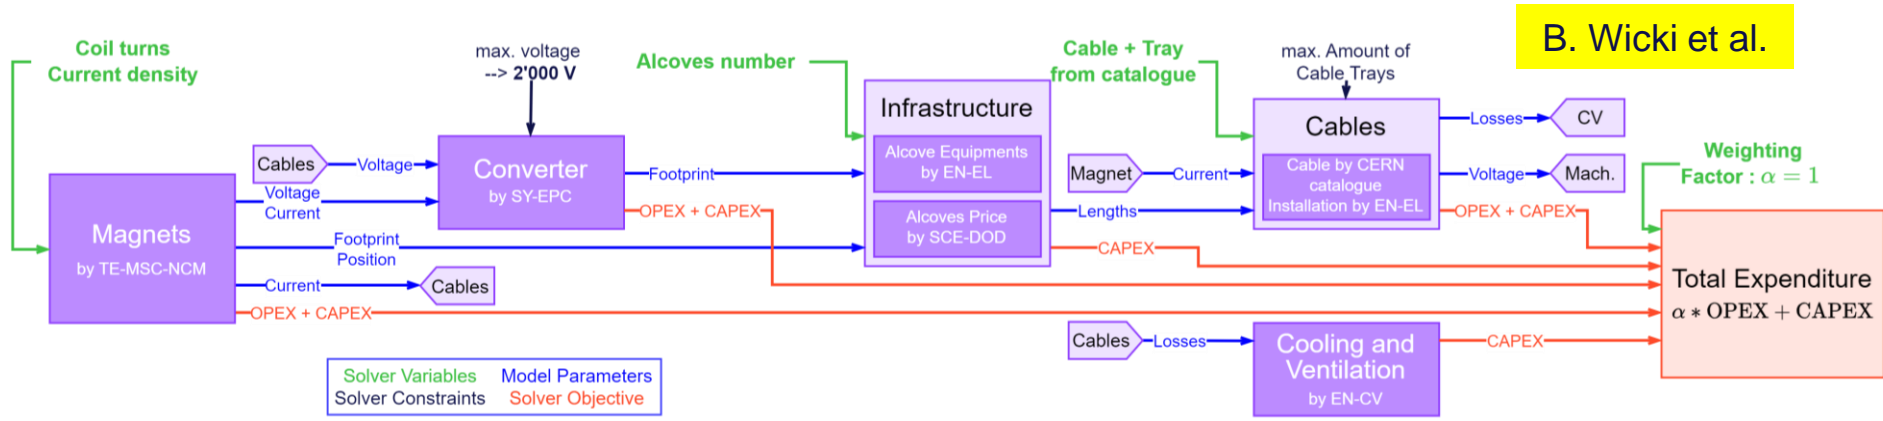 B. Wicki et al.
Coil turns
Current density
max. voltage
--> 2'000 V
Alcoves number
Cable + Tray
from catalogue
max. Amount of
Cable Trays
Magnets
by TE-MSC-NCM
Cables
Voltage
Voltage
Current
Footprint
Position
Current
Cables
OPEX + CAPEX
Converter
by SY-EPC
Footprint
OPEX + CAPEX
Infrastructure
Alcove Equipments
by EN-EL
Alcoves Price
by SCE-DOD
Magnet
Current
Lengths
CAPEX
Cables
Cable by CERN
catalogue
Installation by EN-EL
Losses
CV
Voltage
Mach.
OPEX + CAPEX
Weighting
Factor : α = 1
Total Expenditure
α ∗ OPEX + CAPEX
Cables
Losses
Cooling and
Ventilation
by EN-CV
CAPEX
Solver Variables
Model Parameters
Solver Constraints
Solver Objective